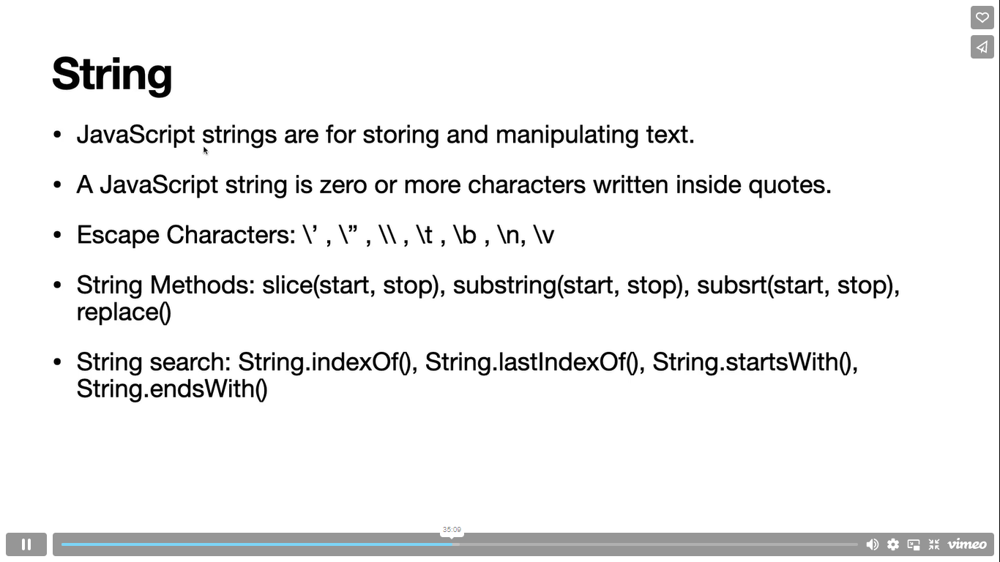 String
• JavaScript strings are for storing and manipulating text.
• A JavaScript string is zero or more characters written inside quotes.
• Escape Characters: \’ , \” , \\ , \t , \b , \n, \v
• String Methods: slice(start, stop), substring(start, stop), subsrt(start, stop),
replace()
• String search: String.indexOf(), String.lastIndexOf(), String.startsWith(),
String.endsWith()
35:09
vimeo